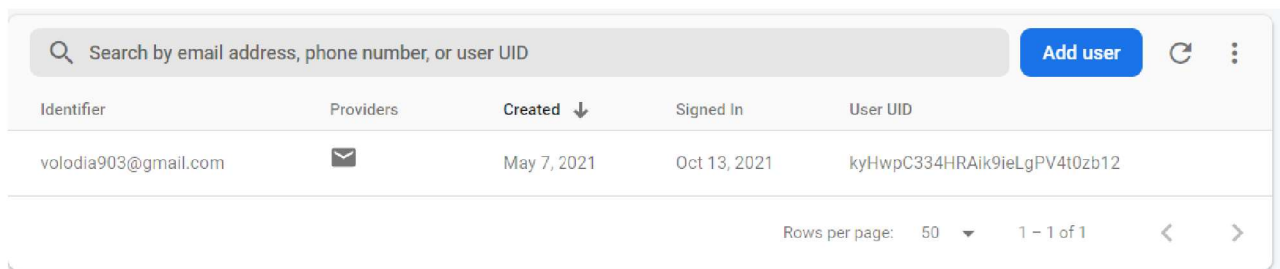 Search by email address, phone number, or user UID Add user
Identifier Providers Created Signed In User UID
volodia903@gmail.com May 7, 2021 Oct 13, 2021 kyHwpC334HRAik9ieLgPV4t0zb12
Rows per page: 50 1 – 1 of 1